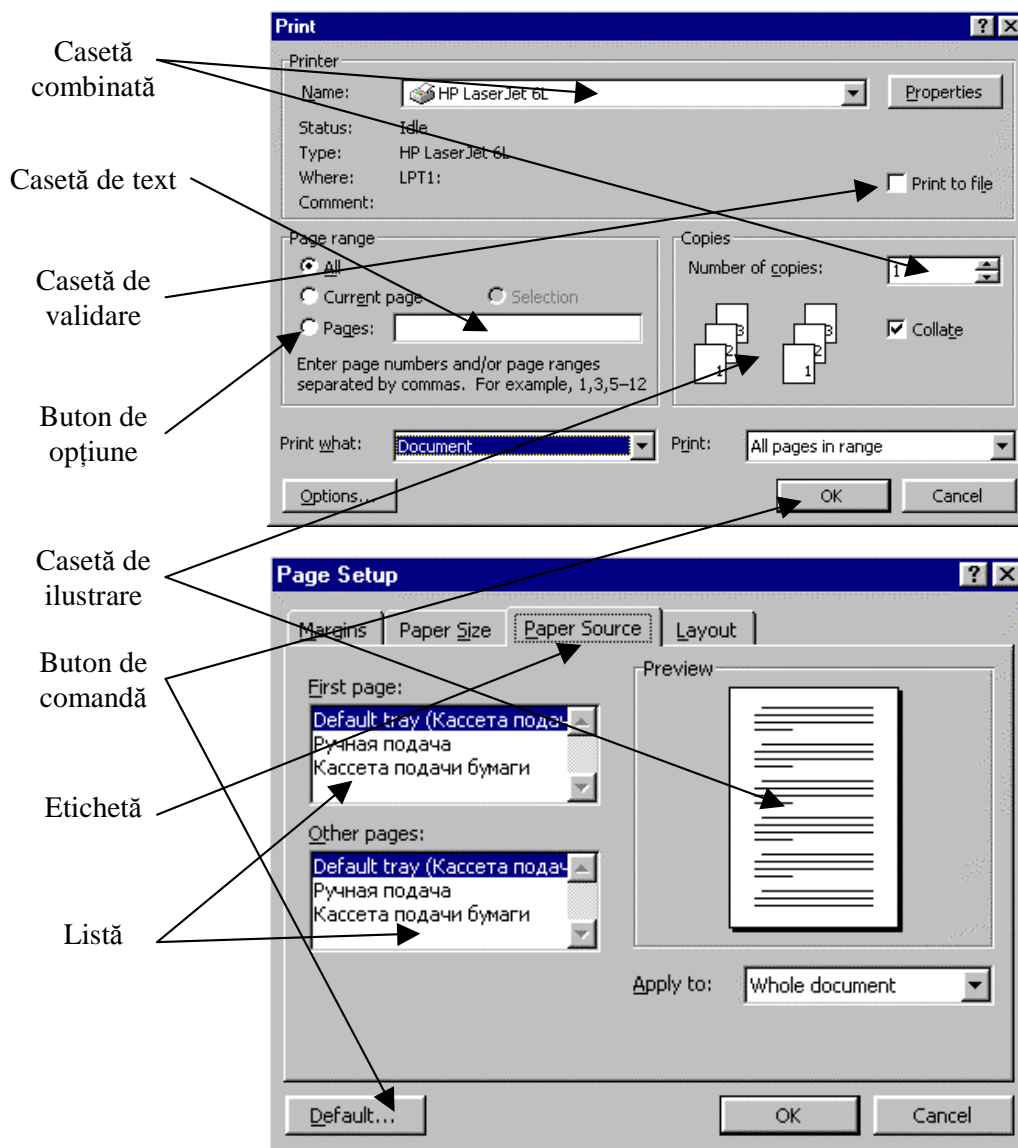 Print
Casetă
combinată
Printer
Name:
HP LaserJet 6L
Properties
Status:
Idle
Type:
HP LaserJet 6L
Where:
LPT1:
Comment:
Print to file
Casetă de text
Page range
All
Current page
Selection
Pages:
Enter page numbers and/or page ranges
separated by commas. For example, 1,3,5–12
Copies
Number of copies:
1
3
2
1
3
2
1
Collate
Casetă de
validare
Buton de
opțiune
Print what:
Document
Print:
All pages in range
Options...
OK
Cancel
Casetă de
ilustrare
Buton de
comandă
Page Setup
Margins
Paper Size
Paper Source
Layout
First page:
Default tray (Кассета подач
Ручная подача
Кассета подачи бумаги
Etichetă
Other pages:
Default tray (Кассета подач
Ручная подача
Кассета подачи бумаги
Listă
Preview
Apply to:
Whole document
Default...
OK
Cancel